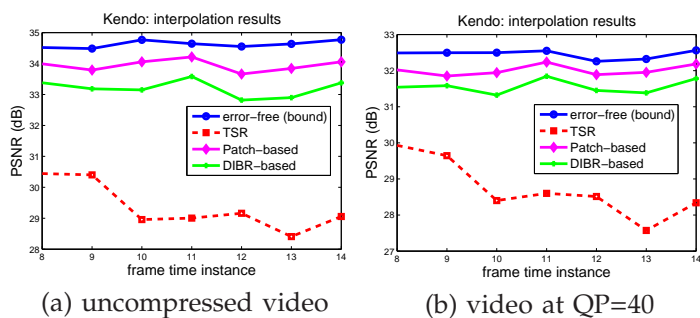 Kendo: interpolation results
35
34
33
32
31
30
29
28
PSNR (dB)
error-free (bound)
TSR
Patch-based
DIBR-based
8 9 10 11 12 13 14
frame time instance
(a) uncompressed video
Kendo: interpolation results
33
32
31
30
29
28
27
PSNR (dB)
error-free (bound)
TSR
Patch-based
DIBR-based
8 9 10 11 12 13 14
frame time instance
(b) video at QP=40